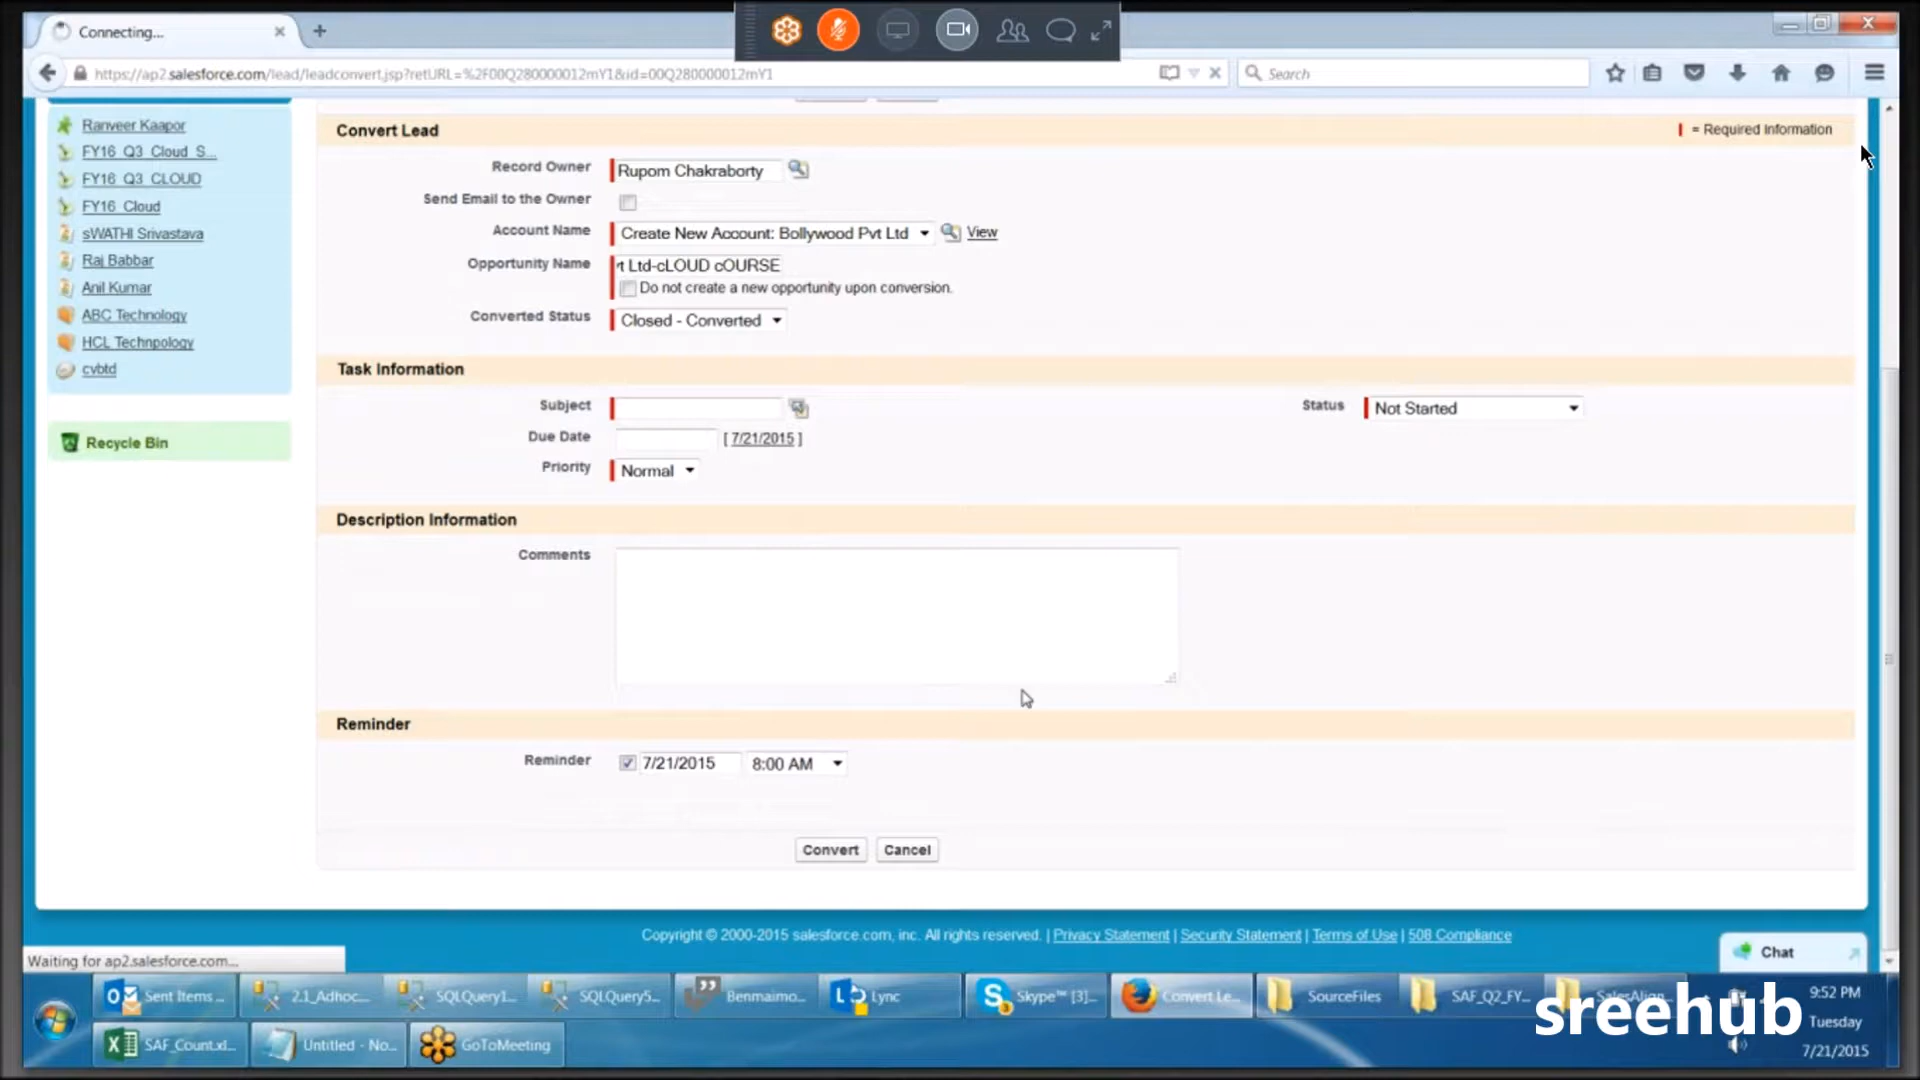 Connecting...
https://ap2.salesforce.com/lead/leadconvert.jsp?retURL=%2F00Q280000012mY1&id=00Q280000012mY1
Search
Ranveer Kaapor
FY16_Q3_Cloud_S...
FY16_Q3_CLOUD
FY16_Cloud
sWATHI Srivastava
Raj Babbar
Anil Kumar
ABC Technology
HCL Technpology
cvbtd
Recycle Bin
Convert Lead
= Required Information
Record Owner
Rupom Chakraborty
Send Email to the Owner
Account Name
Create New Account: Bollywood Pvt Ltd
View
Opportunity Name
t Ltd-cLOUD cOURSE
Do not create a new opportunity upon conversion.
Converted Status
Closed - Converted
Task Information
Subject
Status
Not Started
Due Date
[ 7/21/2015 ]
Priority
Normal
Description Information
Comments
Reminder
Reminder
7/21/2015
8:00 AM
Convert
Cancel
Copyright © 2000-2015 salesforce.com, inc. All rights reserved. | Privacy Statement | Security Statement | Terms of Use | 508 Compliance
Chat
Waiting for ap2.salesforce.com...
Sent Items ...
2.1_Adhoc...
SQLQuery1...
SQLQuery5...
Benmaimo...
Lync
Skype™ [3]...
Convert Le...
SourceFiles
SAF_Q2_FY...
SalesAlign...
9:52 PM
Tuesday
7/21/2015
SAF_Count.xl...
Untitled - No...
GoToMeeting
sreehub